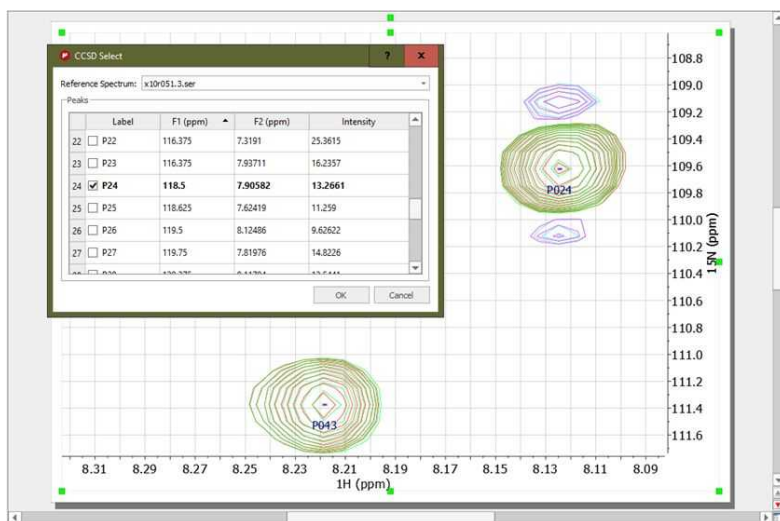 CCSD Select
? x
Reference Spectrum: x10r051.3.ser
Peaks
Label F1 (ppm) F2 (ppm) Intensity
22 P22 116.375 7.3191 25.3615
23 P23 116.375 7.93711 16.2357
24 P24 118.5 7.90582 13.2661
25 P25 118.625 7.62419 11.259
26 P26 119.5 8.12486 9.62622
27 P27 119.75 7.81976 14.8226
OK Cancel
108.8
109.0
109.2
109.4
109.6
109.8
110.0
110.2
110.4
110.6
110.8
111.0
111.2
111.4
111.6
15N (ppm)
P024
P043
8.31 8.29 8.27 8.25 8.23 8.21 8.19 8.17 8.15 8.13 8.11 8.09
1H (ppm)